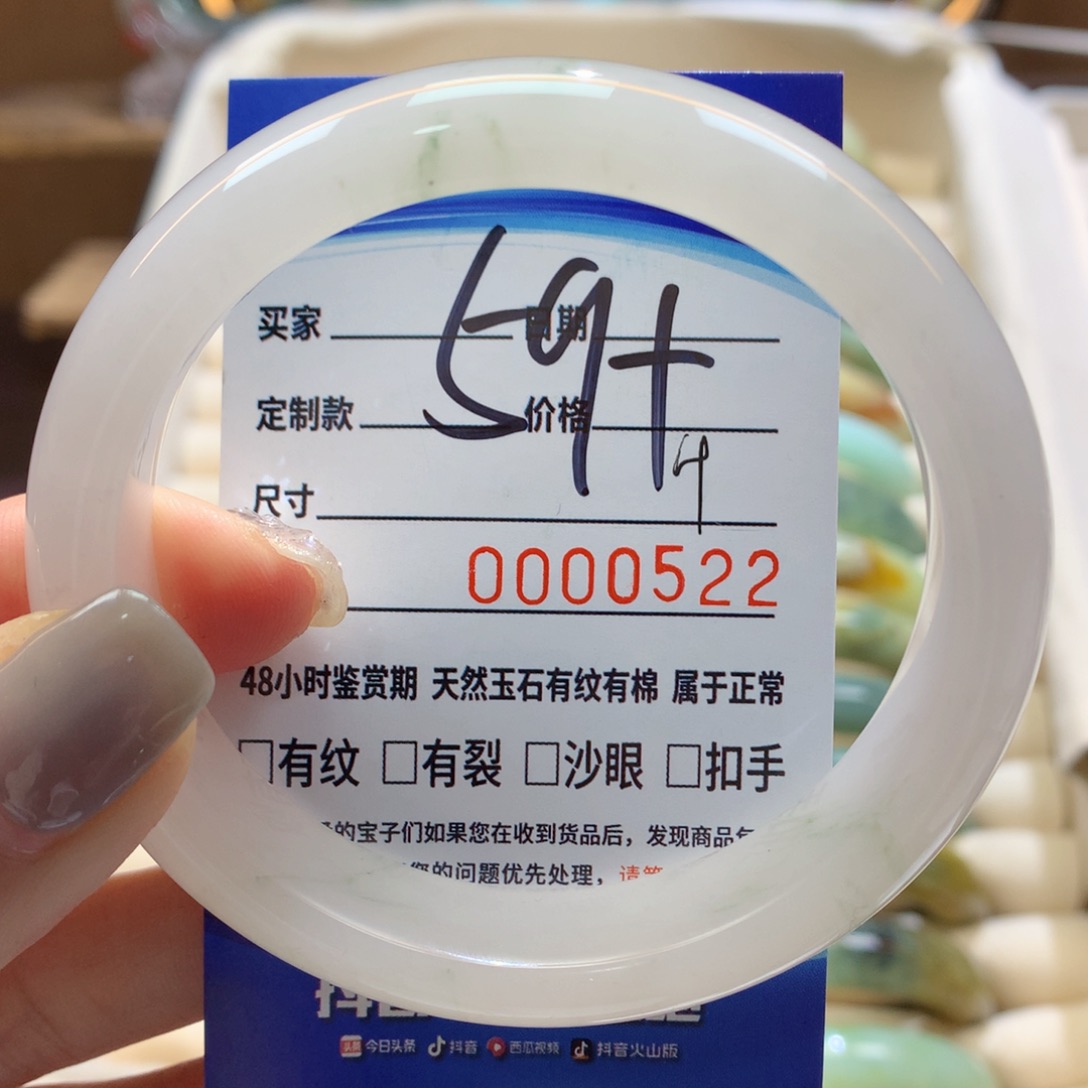 59+
4
买家 日期
定制款 价格
尺寸
0000522
48小时鉴赏期 天然玉石有纹有棉 属于正常
□有纹 □有裂 □沙眼 □扣手
的宝子们如果您在收到货品后，发现商品
您的问题优先处理，请
头条 今日头条 抖音 西瓜视频 抖音火山版